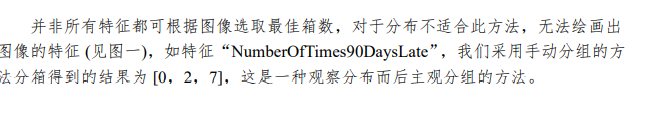 并非所有特征都可根据图像选取最佳箱数，对于分布不适合此方法，无法绘画出
图像的特征 (见图一)，如特征“NumberOfTimes90DaysLate”，我们采用手动分组的方
法分箱得到的结果为 [0，2，7]，这是一种观察分布而后主观分组的方法。